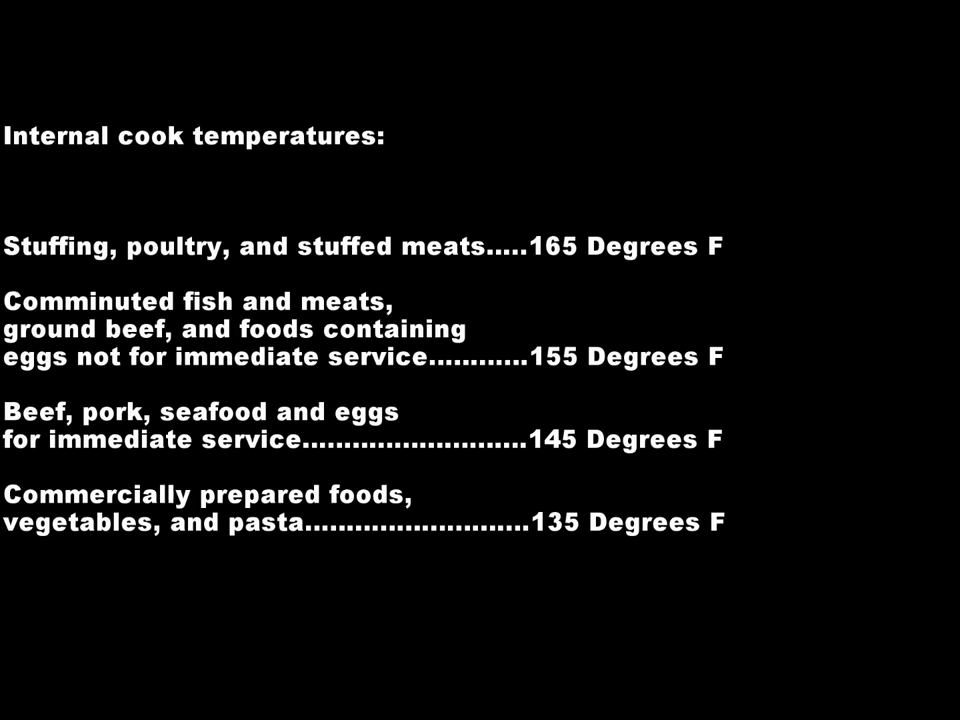 Internal cook temperatures:
Stuffing, poultry, and stuffed meats.....165 Degrees F
Comminuted fish and meats,
ground beef, and foods containing
eggs not for immediate service............155 Degrees F
Beef, pork, seafood and eggs
for immediate service...........................145 Degrees F
Commercially prepared foods,
vegetables, and pasta...........................135 Degrees F